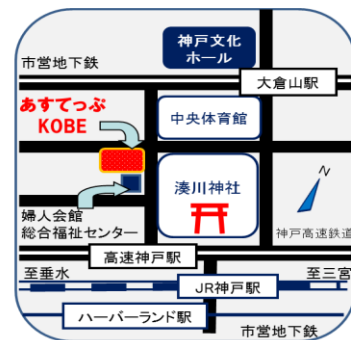 神戸文化
ホール
市営地下鉄
大倉山駅
あすてっぷ
KOBE
中央体育館
湊川神社
N
婦人会館
総合福祉センター
神戸高速鉄道
高速神戸駅
至垂水
至三宮
JR神戸駅
ハーバーランド駅
市営地下鉄